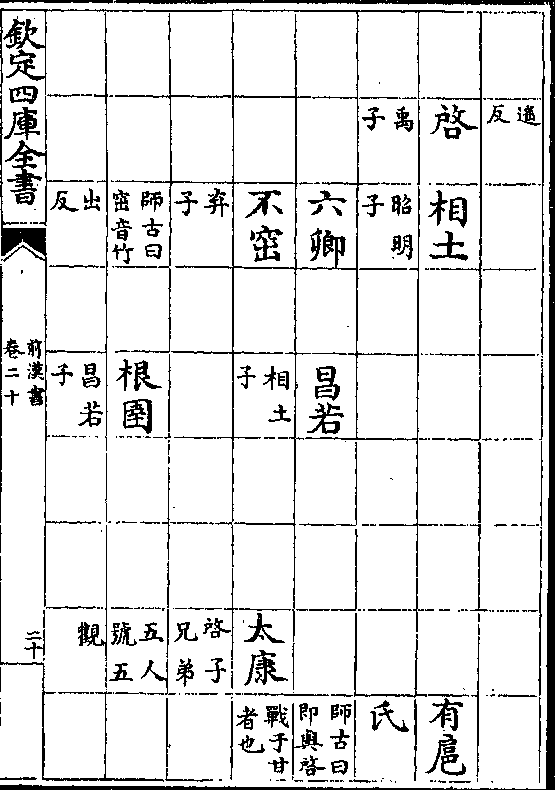 遙
反
啓
禹
子
相土
昭明
子
六卿
不窋
弃
子
師古曰
窋音竹
出
反
昌若
相土
子
根圉
昌若
子
太康
啓子
兄弟
五人
號五
觀
有扈
氏
師古曰
即與啓
戰于甘
者也
欽定四庫全書
前漢書
卷二十
二十